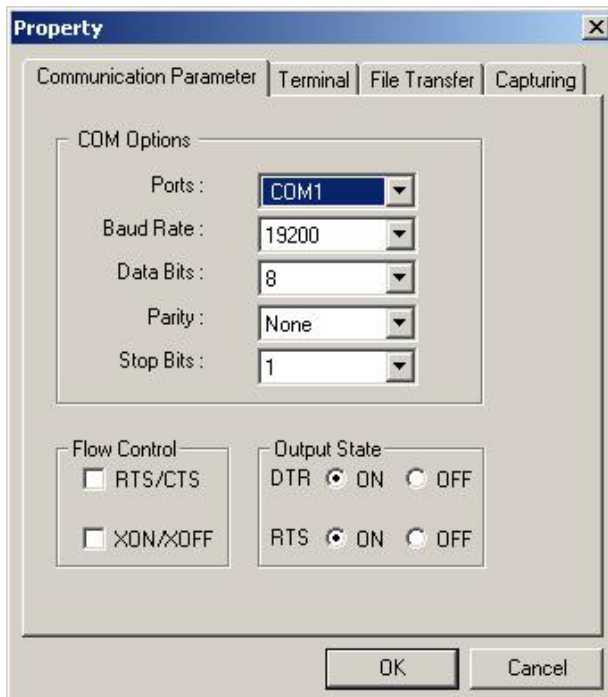 Property
Communication Parameter Terminal File Transfer Capturing
COM Options
Ports : COM1
Baud Rate : 19200
Data Bits : 8
Parity : None
Stop Bits : 1
Flow Control
RTS/CTS
XON/XOFF
Output State
DTR ON OFF
RTS ON OFF
OK Cancel